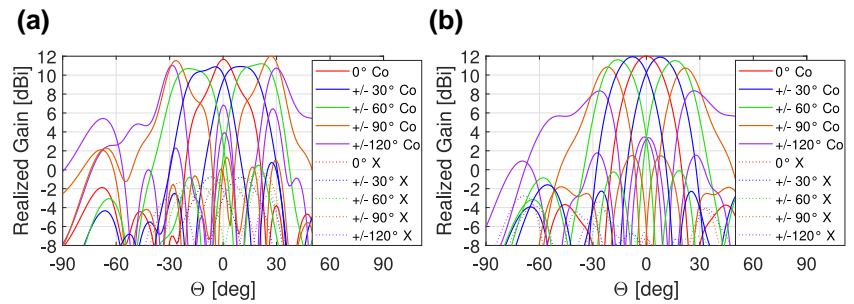 (a)
Realized Gain [dBi]
12
10
8
6
4
2
0
-2
-4
-6
-8
-90
-60
-30
0
30
60
90
Θ [deg]
0° Co
+/- 30° Co
+/- 60° Co
+/- 90° Co
+/-120° Co
0° X
+/- 30° X
+/- 60° X
+/- 90° X
+/-120° X
(b)
Realized Gain [dBi]
12
10
8
6
4
2
0
-2
-4
-6
-8
-90
-60
-30
0
30
60
90
Θ [deg]
0° Co
+/- 30° Co
+/- 60° Co
+/- 90° Co
+/-120° Co
0° X
+/- 30° X
+/- 60° X
+/- 90° X
+/-120° X